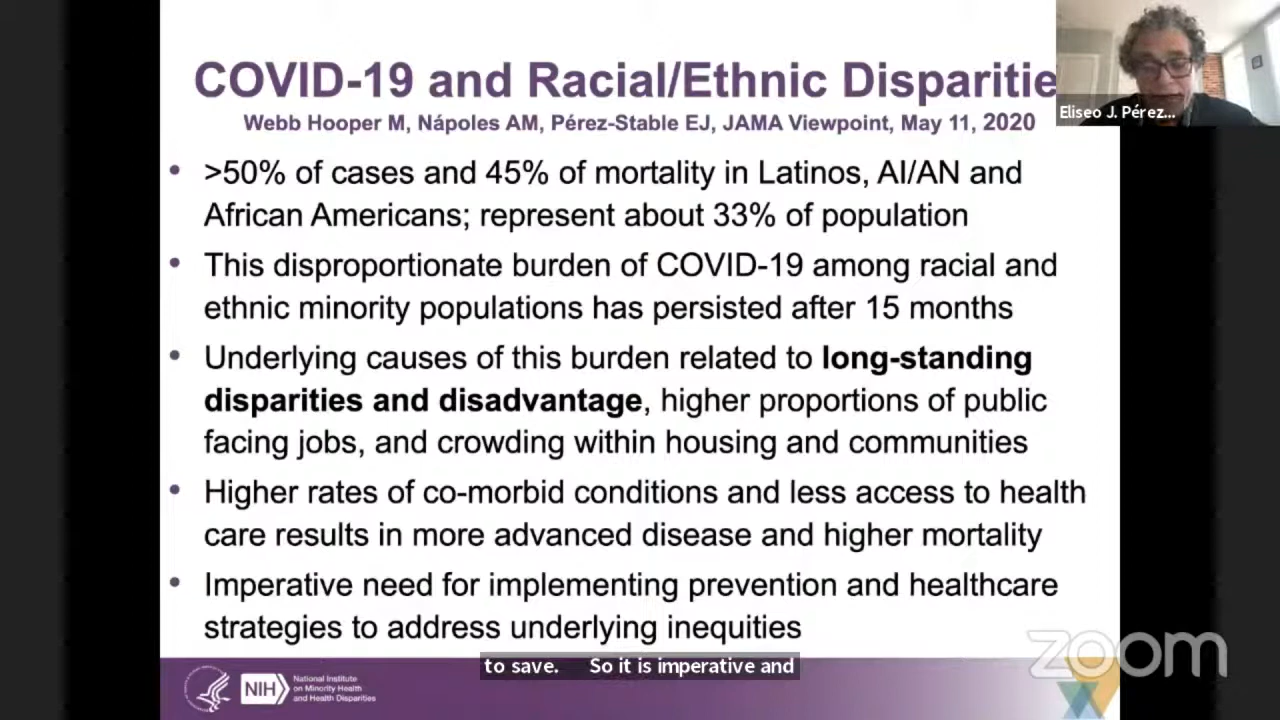 COVID-19 and Racial/Ethnic Disparitie
Webb Hooper M, Nápoles AM, Pérez-Stable EJ, JAMA Viewpoint, May 11, 2020
Eliseo J. Pérez...
• >50% of cases and 45% of mortality in Latinos, AI/AN and
African Americans; represent about 33% of population
• This disproportionate burden of COVID-19 among racial and
ethnic minority populations has persisted after 15 months
• Underlying causes of this burden related to long-standing
disparities and disadvantage, higher proportions of public
facing jobs, and crowding within housing and communities
• Higher rates of co-morbid conditions and less access to health
care results in more advanced disease and higher mortality
• Imperative need for implementing prevention and healthcare
strategies to address underlying inequities
to save. So it is imperative and
zoom
NIH
National Institute
on Minority Health
and Health Disparities